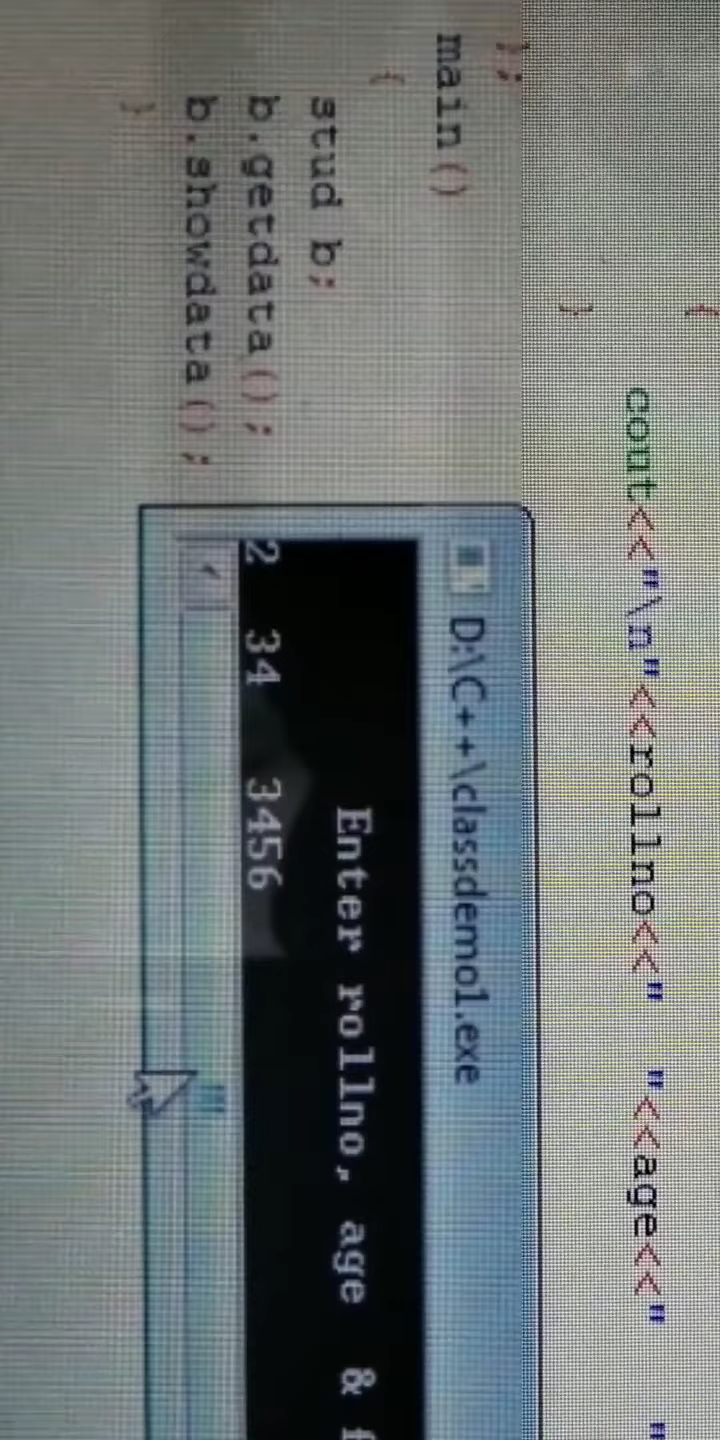 {
cout<<"\n"<<rollno<<"  "<<age<<"  "
}
};
main()
{
stud b;
b.getdata();
b.showdata();
}
D:\C++\classdemo1.exe
Enter rollno, age & f
2 34 3456